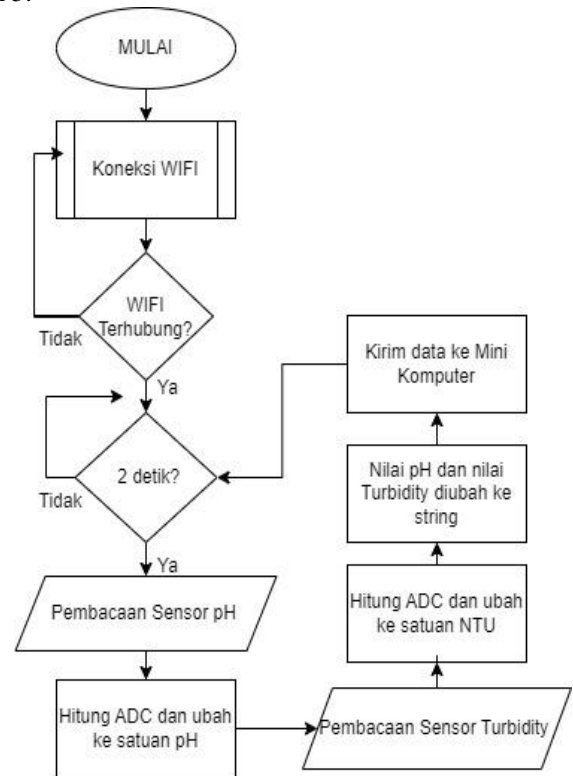 MULAI
Koneksi WIFI
WIFI
Terhubung?
Tidak
Ya
2 detik?
Tidak
Ya
Pembacaan Sensor pH
Hitung ADC dan ubah
ke satuan pH
Pembacaan Sensor Turbidity
Hitung ADC dan ubah
ke satuan NTU
Nilai pH dan nilai
Turbidity diubah ke
string
Kirim data ke Mini
Komputer